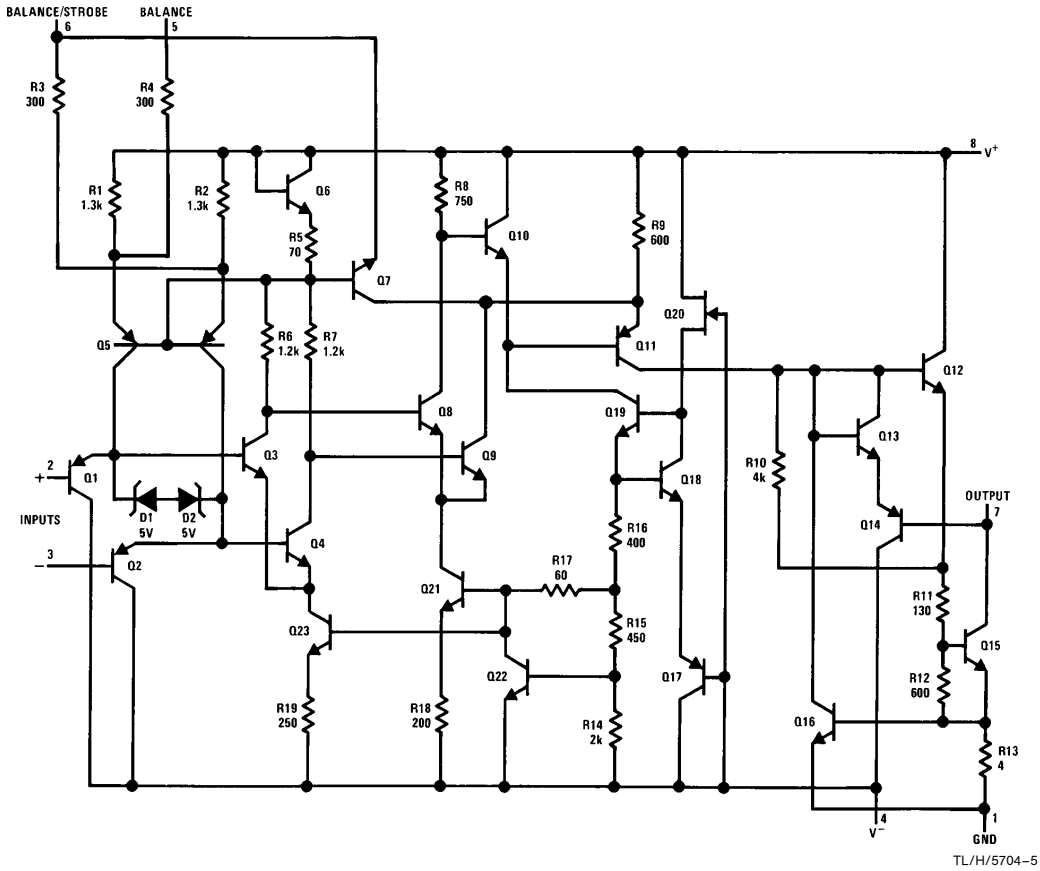 BALANCE/STROBE
6
BALANCE
5
R3
300
R4
300
8 V+
R1
1.3k
R2
1.3k
Q6
R5
70
R8
750
Q10
R9
600
Q7
Q20
Q5
R6
1.2k
R7
1.2k
Q11
Q12
Q8
Q19
Q13
Q3
Q9
Q18
R10
4k
2
+
Q1
INPUTS
D1
5V
D2
5V
OUTPUT
7
Q14
R16
400
3
−
Q2
Q4
R17
60
Q21
R11
130
Q23
R15
450
Q15
Q22
Q17
R12
600
R19
250
R18
200
R14
2k
Q16
R13
4
4
V−
1
GND
TL/H/5704–5